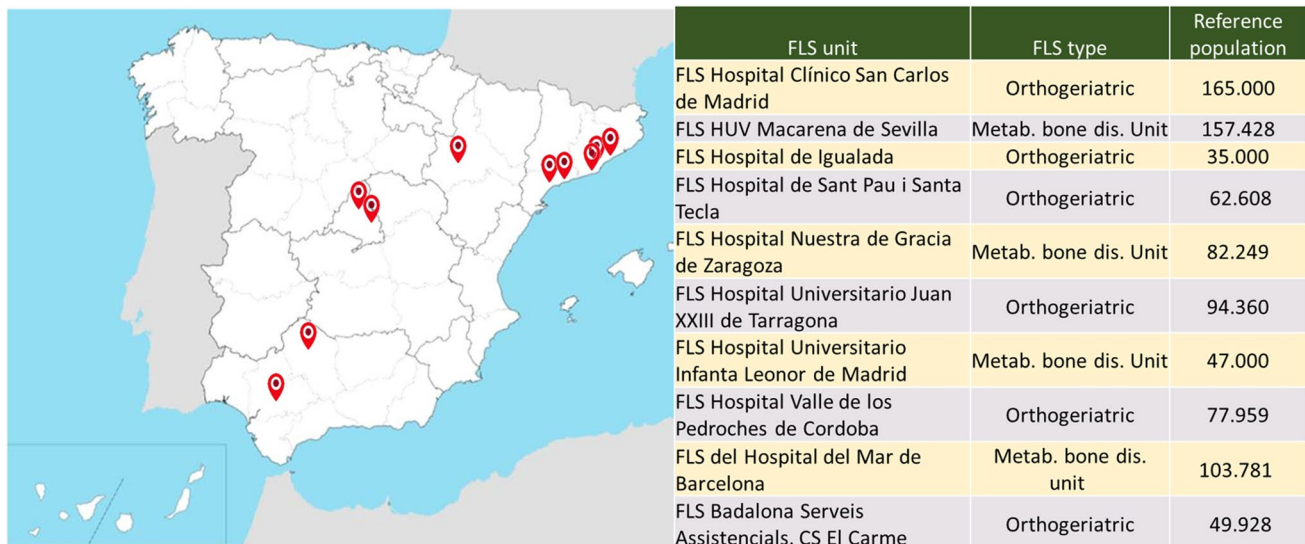 FLS unit FLS type Reference
population
FLS Hospital Clínico San Carlos
de Madrid Orthogeriatric 165.000
FLS HUV Macarena de Sevilla Metab. bone dis. Unit 157.428
FLS Hospital de Igualada Orthogeriatric 35.000
FLS Hospital de Sant Pau i Santa
Tecla Orthogeriatric 62.608
FLS Hospital Nuestra de Gracia
de Zaragoza Metab. bone dis. Unit 82.249
FLS Hospital Universitario Juan
XXIII de Tarragona Orthogeriatric 94.360
FLS Hospital Universitario
Infanta Leonor de Madrid Metab. bone dis. Unit 47.000
FLS Hospital Valle de los
Pedroches de Cordoba Orthogeriatric 77.959
FLS del Hospital del Mar de
Barcelona Metab. bone dis.
unit 103.781
FLS Badalona Serveis
Assistencials. CS El Carme Orthogeriatric 49.928